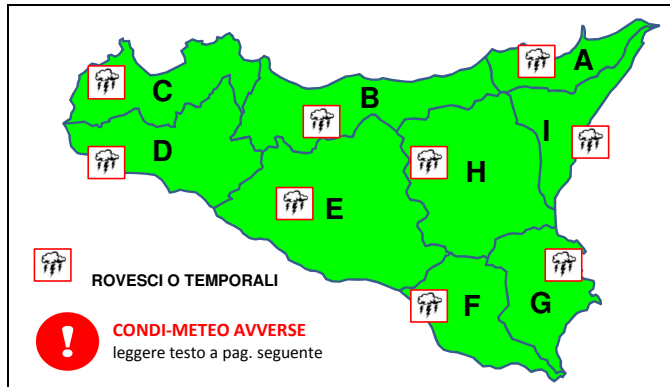 A
B
C
D
I
H
E
F
G
ROVESCI O TEMPORALI
!
CONDI-METEO AVVERSE
leggere testo a pag. seguente